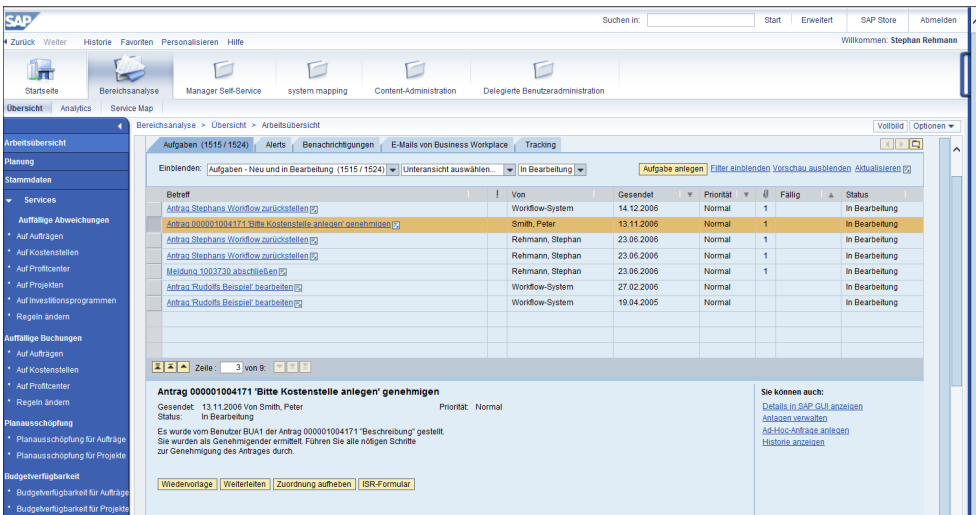 SAP Suchen in: Start Erweitert SAP Store Abmelden
Zurück Weiter Historie Favoriten Personalisieren Hilfe Willkommen: Stephan Rehmann
Startseite Bereichsanalyse Manager Self-Service system mapping Content-Administration Delegierte Benutzeradministration
Übersicht Analytics Service Map
Bereichsanalyse > Übersicht > Arbeitsübersicht Vollbild Optionen
Arbeitsübersicht
Planung
Stammdaten
Services
Auffällige Abweichungen
• Auf Aufträgen
• Auf Kostenstellen
• Auf Profitcenter
• Auf Projekten
• Auf Investitionsprogrammen
• Regeln ändern
Auffällige Buchungen
• Auf Aufträgen
• Auf Kostenstellen
• Auf Profitcenter
• Regeln ändern
Planausschöpfung
• Planausschöpfung für Aufträge
• Planausschöpfung für Projekte
Budgetverfügbarkeit
• Budgetverfügbarkeit für Aufträge
• Budgetverfügbarkeit für Projekte
Aufgaben (1515 / 1524) Alerts Benachrichtigungen E-Mails von Business Workplace Tracking
Einblenden: Aufgaben - Neu und in Bearbeitung (1515 / 1524) Unteransicht auswählen... In Bearbeitung Aufgabe anlegen Filter einblenden Vorschau ausblenden Aktualisieren
Betreff ! Von Gesendet Priorität Fällig Status
Antrag Stephans Workflow zurückstellen Workflow-System 14.12.2006 Normal 1 In Bearbeitung
Antrag 000001004171 'Bitte Kostenstelle anlegen' genehmigen Smith, Peter 13.11.2006 Normal 1 In Bearbeitung
Antrag Stephans Workflow zurückstellen Rehmann, Stephan 23.06.2006 Normal 1 In Bearbeitung
Antrag Stephans Workflow zurückstellen Rehmann, Stephan 23.06.2006 Normal 1 In Bearbeitung
Meldung 1003730 abschließen Rehmann, Stephan 23.06.2006 Normal 1 In Bearbeitung
Antrag 'Rudolfs Beispiel' bearbeiten Workflow-System 27.02.2006 Normal In Bearbeitung
Antrag 'Rudolfs Beispiel' bearbeiten Workflow-System 19.04.2005 Normal In Bearbeitung
Zeile: 3 von 9:
Antrag 000001004171 'Bitte Kostenstelle anlegen' genehmigen
Gesendet: 13.11.2006 Von Smith, Peter Priorität: Normal
Status: In Bearbeitung
Es wurde vom Benutzer BUA1 der Antrag 000001004171 "Beschreibung" gestellt.
Sie wurden als Genehmigender ermittelt. Führen Sie alle nötigen Schritte
zur Genehmigung des Antrages durch.
Wiedervorlage Weiterleiten Zuordnung aufheben ISR-Formular
Sie können auch:
Details in SAP GUI anzeigen
Anlagen verwalten
Ad-Hoc-Anfrage anlegen
Historie anzeigen